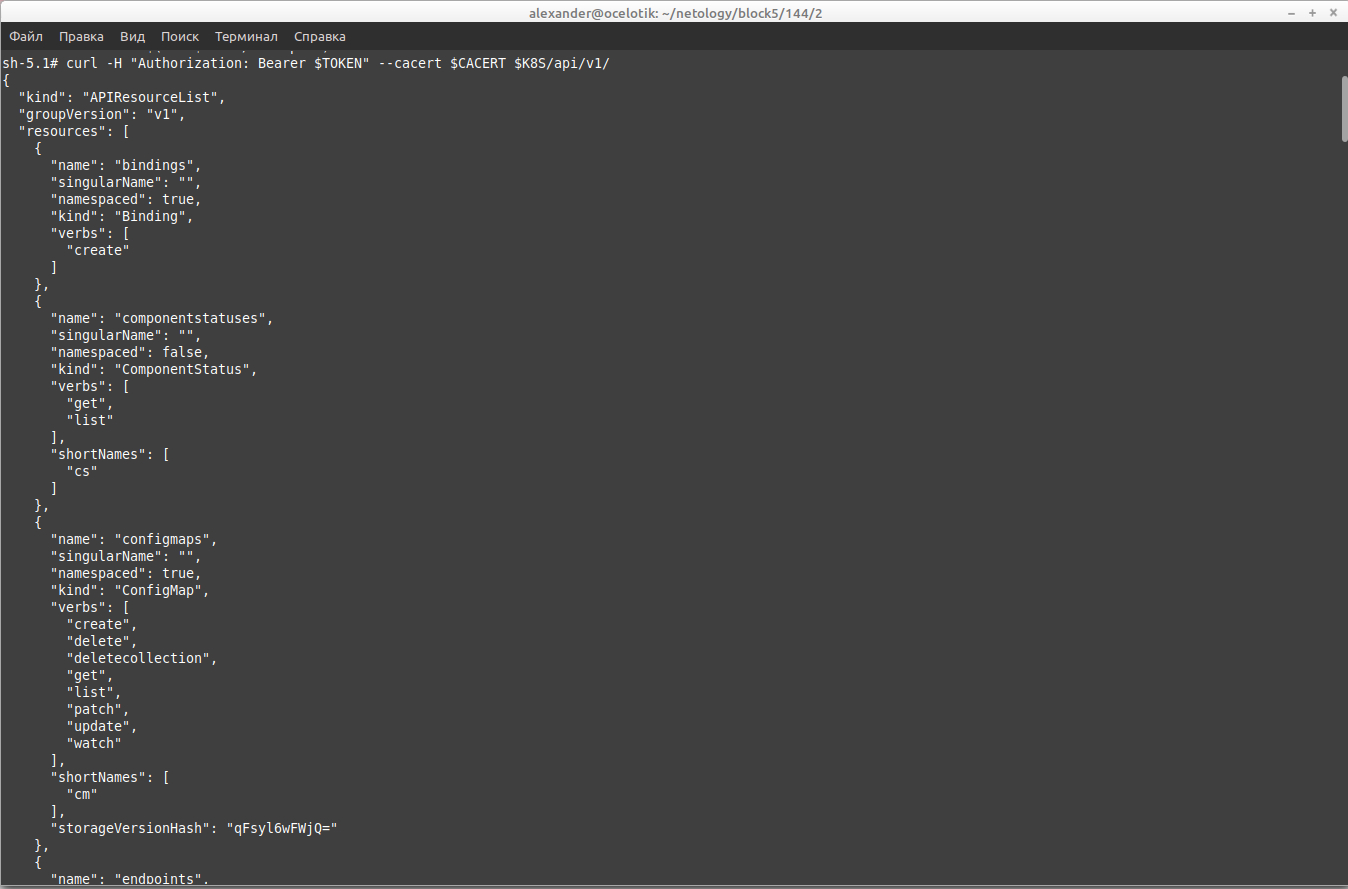 alexander@ocelotik: ~/netology/block5/144/2
Файл Правка Вид Поиск Терминал Справка
sh-5.1# curl -H "Authorization: Bearer $TOKEN" --cacert $CACERT $K8S/api/v1/
{
  "kind": "APIResourceList",
  "groupVersion": "v1",
  "resources": [
    {
      "name": "bindings",
      "singularName": "",
      "namespaced": true,
      "kind": "Binding",
      "verbs": [
        "create"
      ]
    },
    {
      "name": "componentstatuses",
      "singularName": "",
      "namespaced": false,
      "kind": "ComponentStatus",
      "verbs": [
        "get",
        "list"
      ],
      "shortNames": [
        "cs"
      ]
    },
    {
      "name": "configmaps",
      "singularName": "",
      "namespaced": true,
      "kind": "ConfigMap",
      "verbs": [
        "create",
        "delete",
        "deletecollection",
        "get",
        "list",
        "patch",
        "update",
        "watch"
      ],
      "shortNames": [
        "cm"
      ],
      "storageVersionHash": "qFsyl6wFWjQ="
    },
    {
      "name": "endpoints",